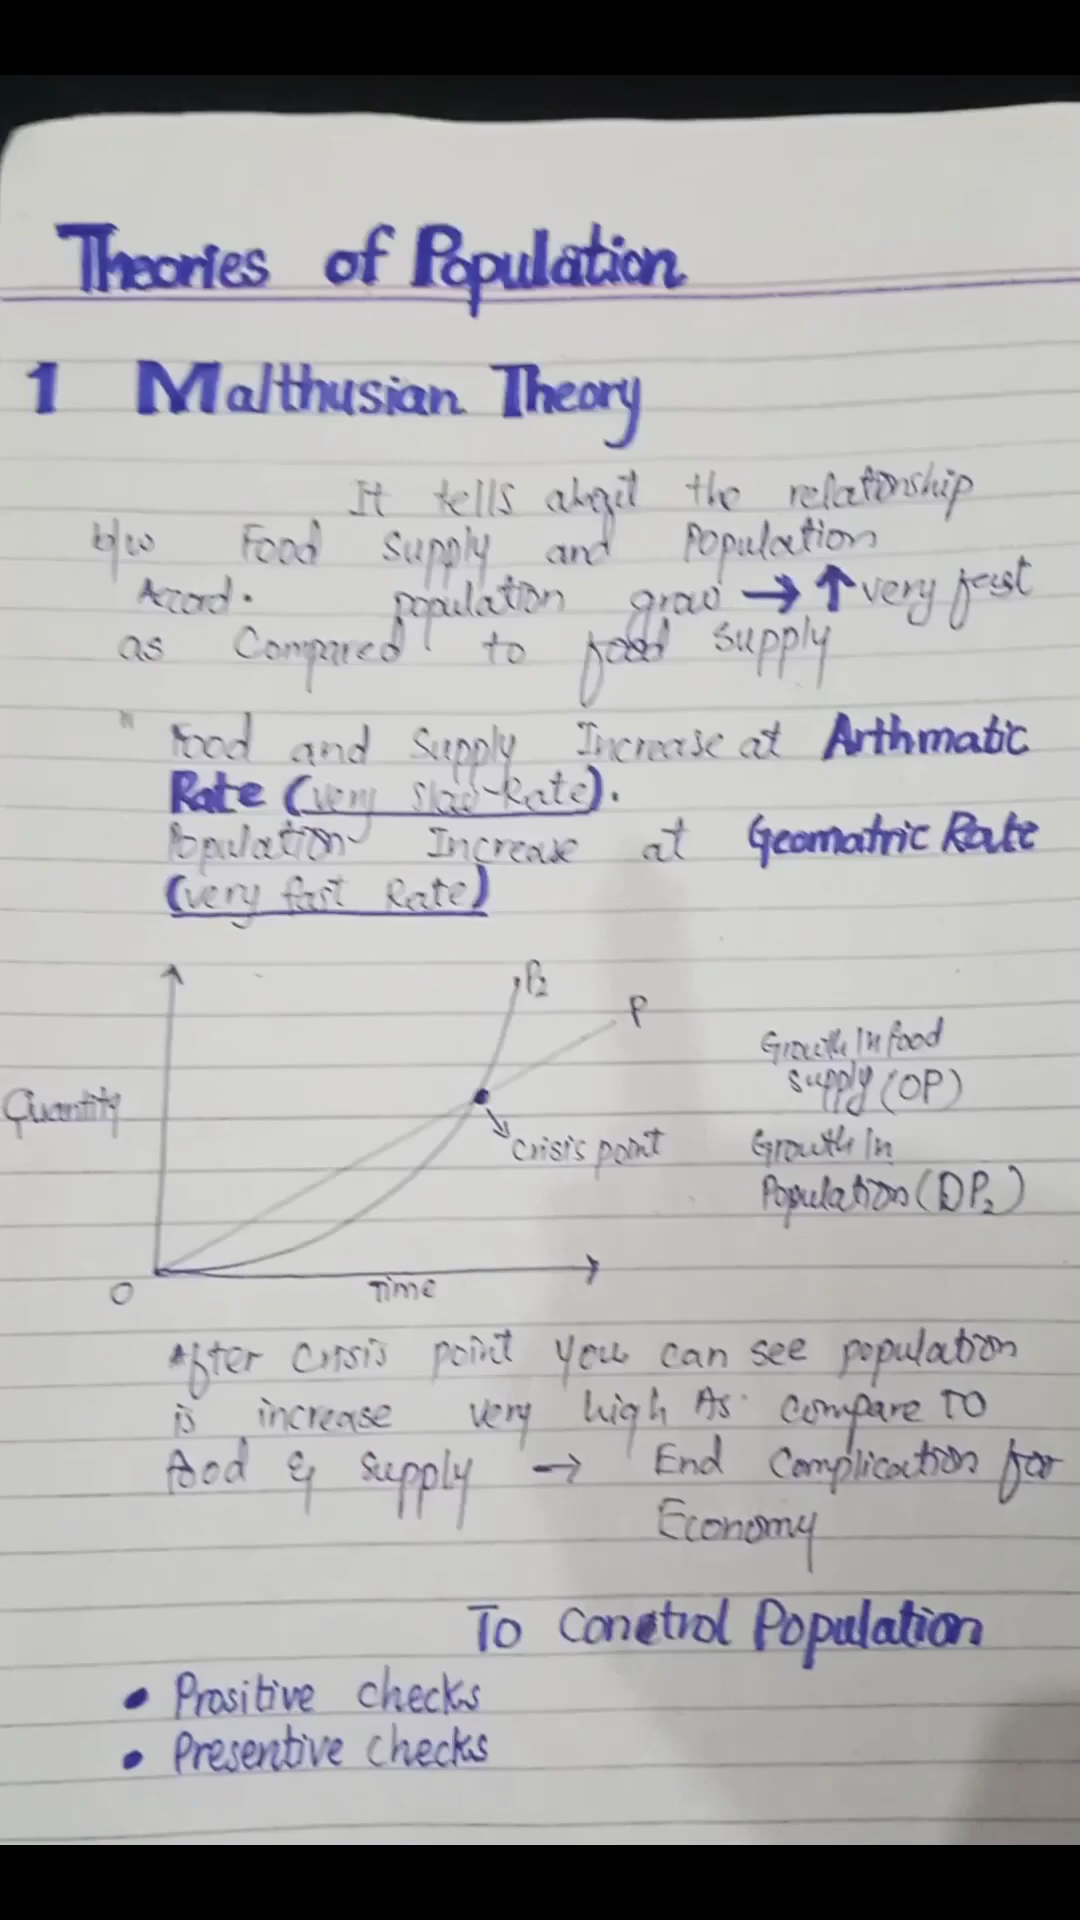 Theories of Population
1 Malthusian Theory
It tells about the relationship
b/w Food supply and Population
Accord. population grow → ↑ very fast
as Compared to food supply
" Food and Supply Increase at Arthmatic
Rate (very slow Rate).
Population Increase at Geomatric Rate
(very fast Rate)
P2
P
Growth in food
supply (OP)
Quantity
Crisis point
Growth in
Population (DP2)
O
Time
After crisis point you can see population
is increase very high As compare To
food & supply → End Complication for
Economy
To Conctrol Population
• Prositive checks
• Presentive checks